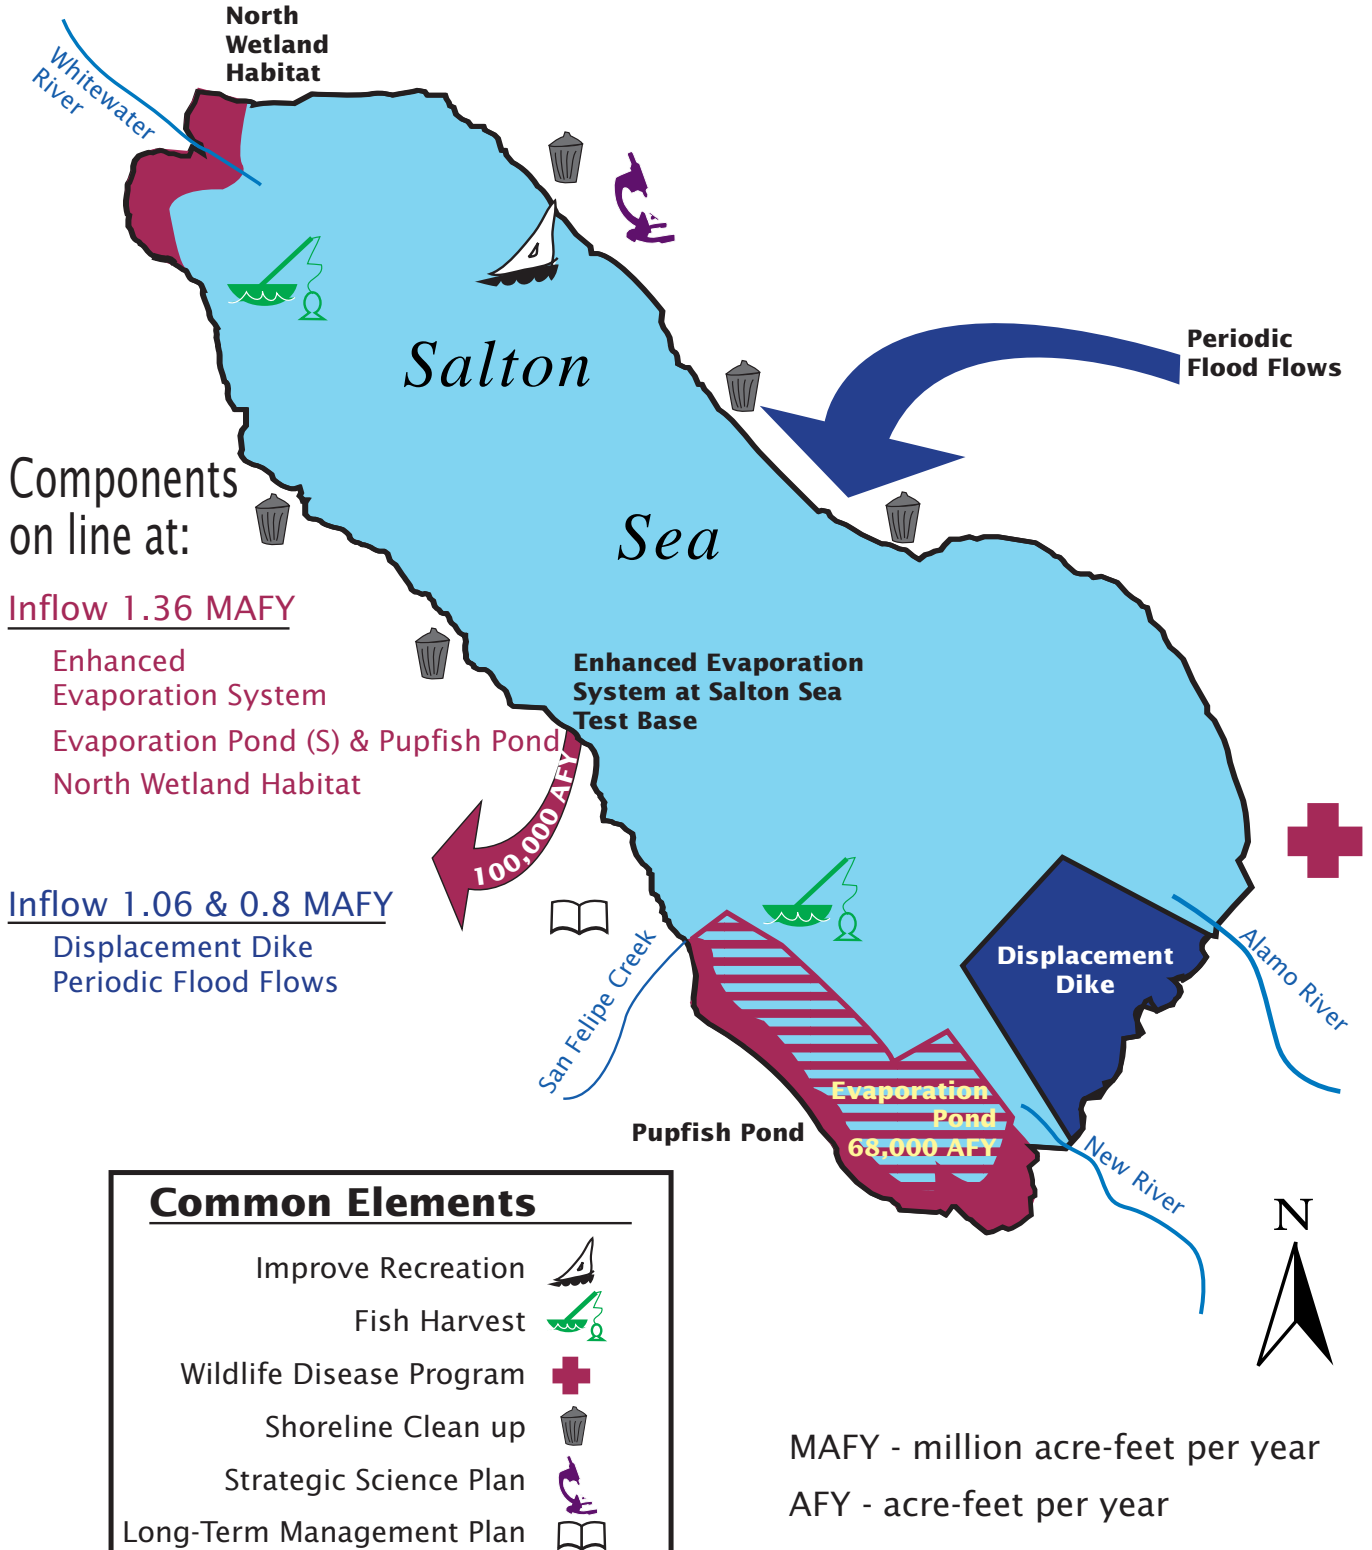 North
Wetland
Habitat
Whitewater
River
Periodic
Flood Flows
Salton
Sea
Components
on line at:
Inflow 1.36 MAFY
Enhanced
Evaporation System
Evaporation Pond (S) & Pupfish Pond
North Wetland Habitat
Inflow 1.06 & 0.8 MAFY
Displacement Dike
Periodic Flood Flows
Enhanced Evaporation
System at Salton Sea
Test Base
100,000 AFY
San Felipe Creek
Displacement
Dike
Alamo River
Evaporation
Pond
68,000 AFY
Pupfish Pond
New River
N
Common Elements
Improve Recreation
Fish Harvest
Wildlife Disease Program
Shoreline Clean up
Strategic Science Plan
Long-Term Management Plan
MAFY - million acre-feet per year
AFY - acre-feet per year